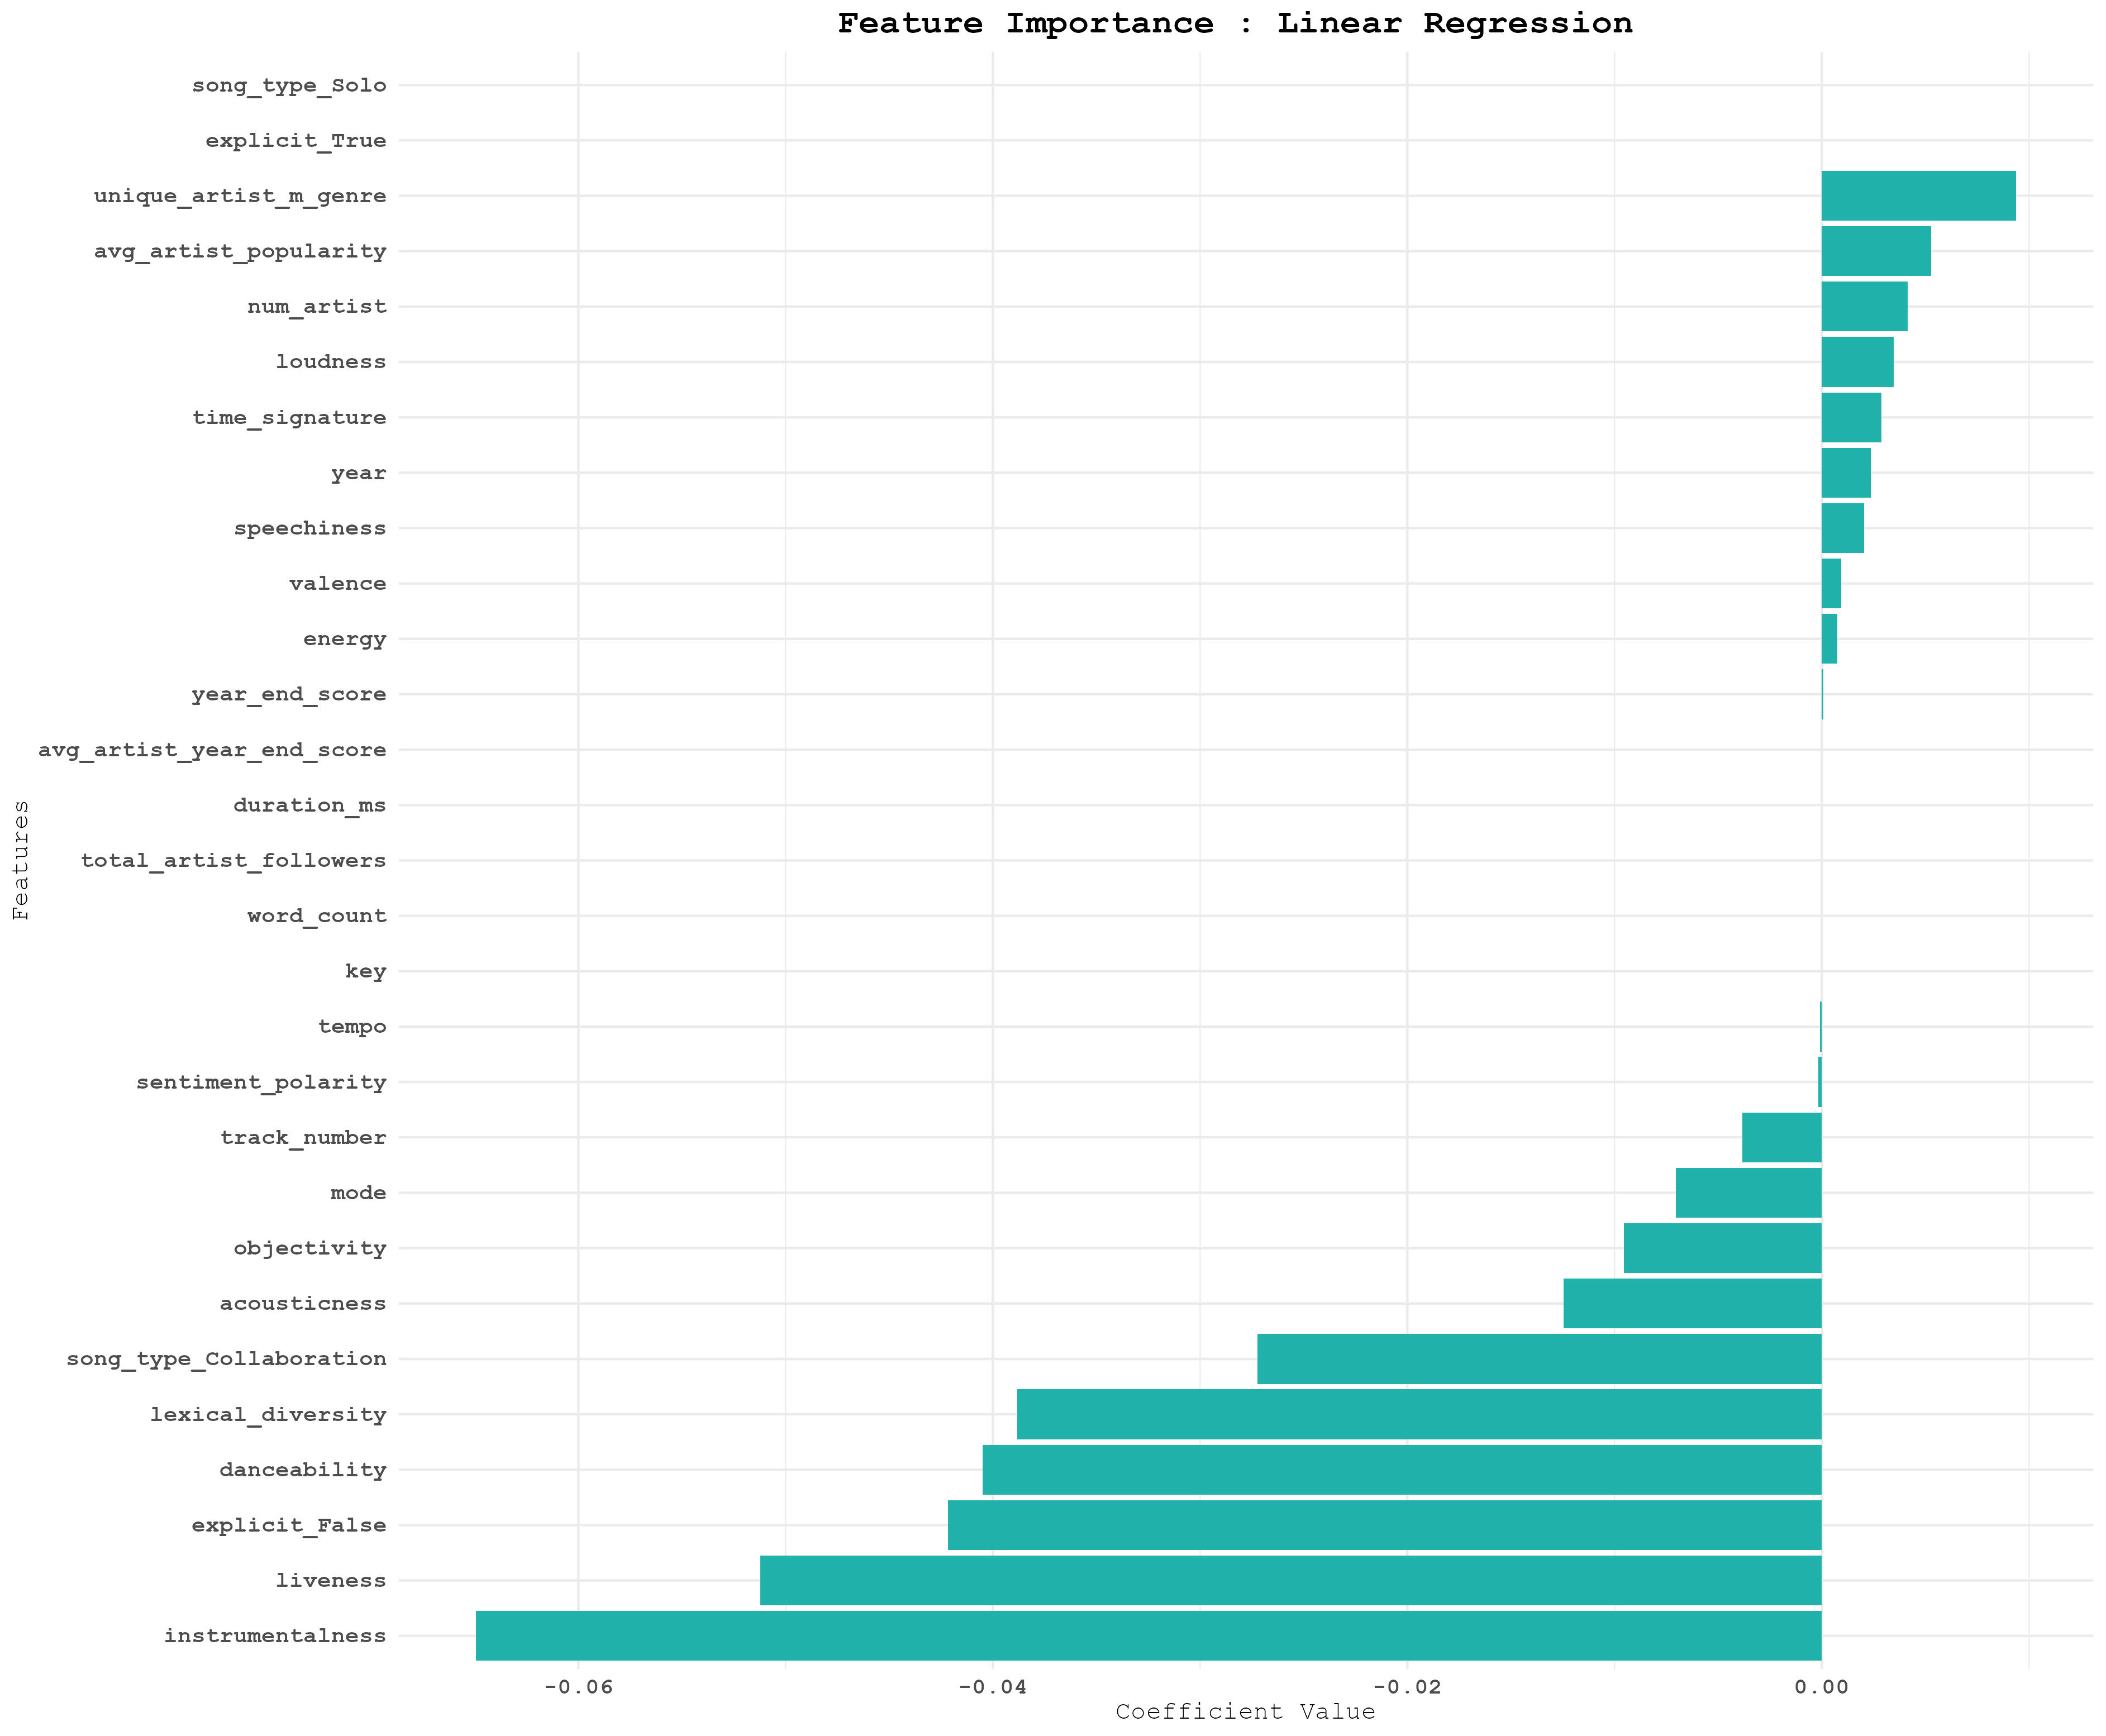 Feature Importance : Linear Regression
song_type_Solo
explicit_True
unique_artist_m_genre
avg_artist_popularity
num_artist
loudness
time_signature
year
speechiness
valence
energy
year_end_score
avg_artist_year_end_score
duration_ms
total_artist_followers
word_count
key
tempo
sentiment_polarity
track_number
mode
objectivity
acousticness
song_type_Collaboration
lexical_diversity
danceability
explicit_False
liveness
instrumentalness
Features
-0.06 -0.04 -0.02 0.00
Coefficient Value